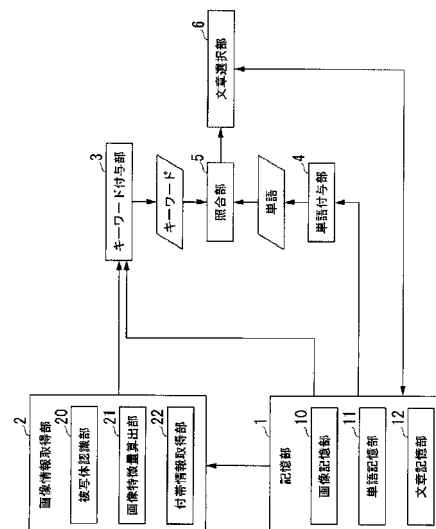 2
画像情報取得部
20
被写体認識部
21
画像特徴量算出部
22
付帯情報取得部
1
記憶部
10
画像記憶部
11
単語記憶部
12
文章記憶部
3
キーワード付与部
キーワード
5
照合部
単語
4
単語付与部
6
文章選択部